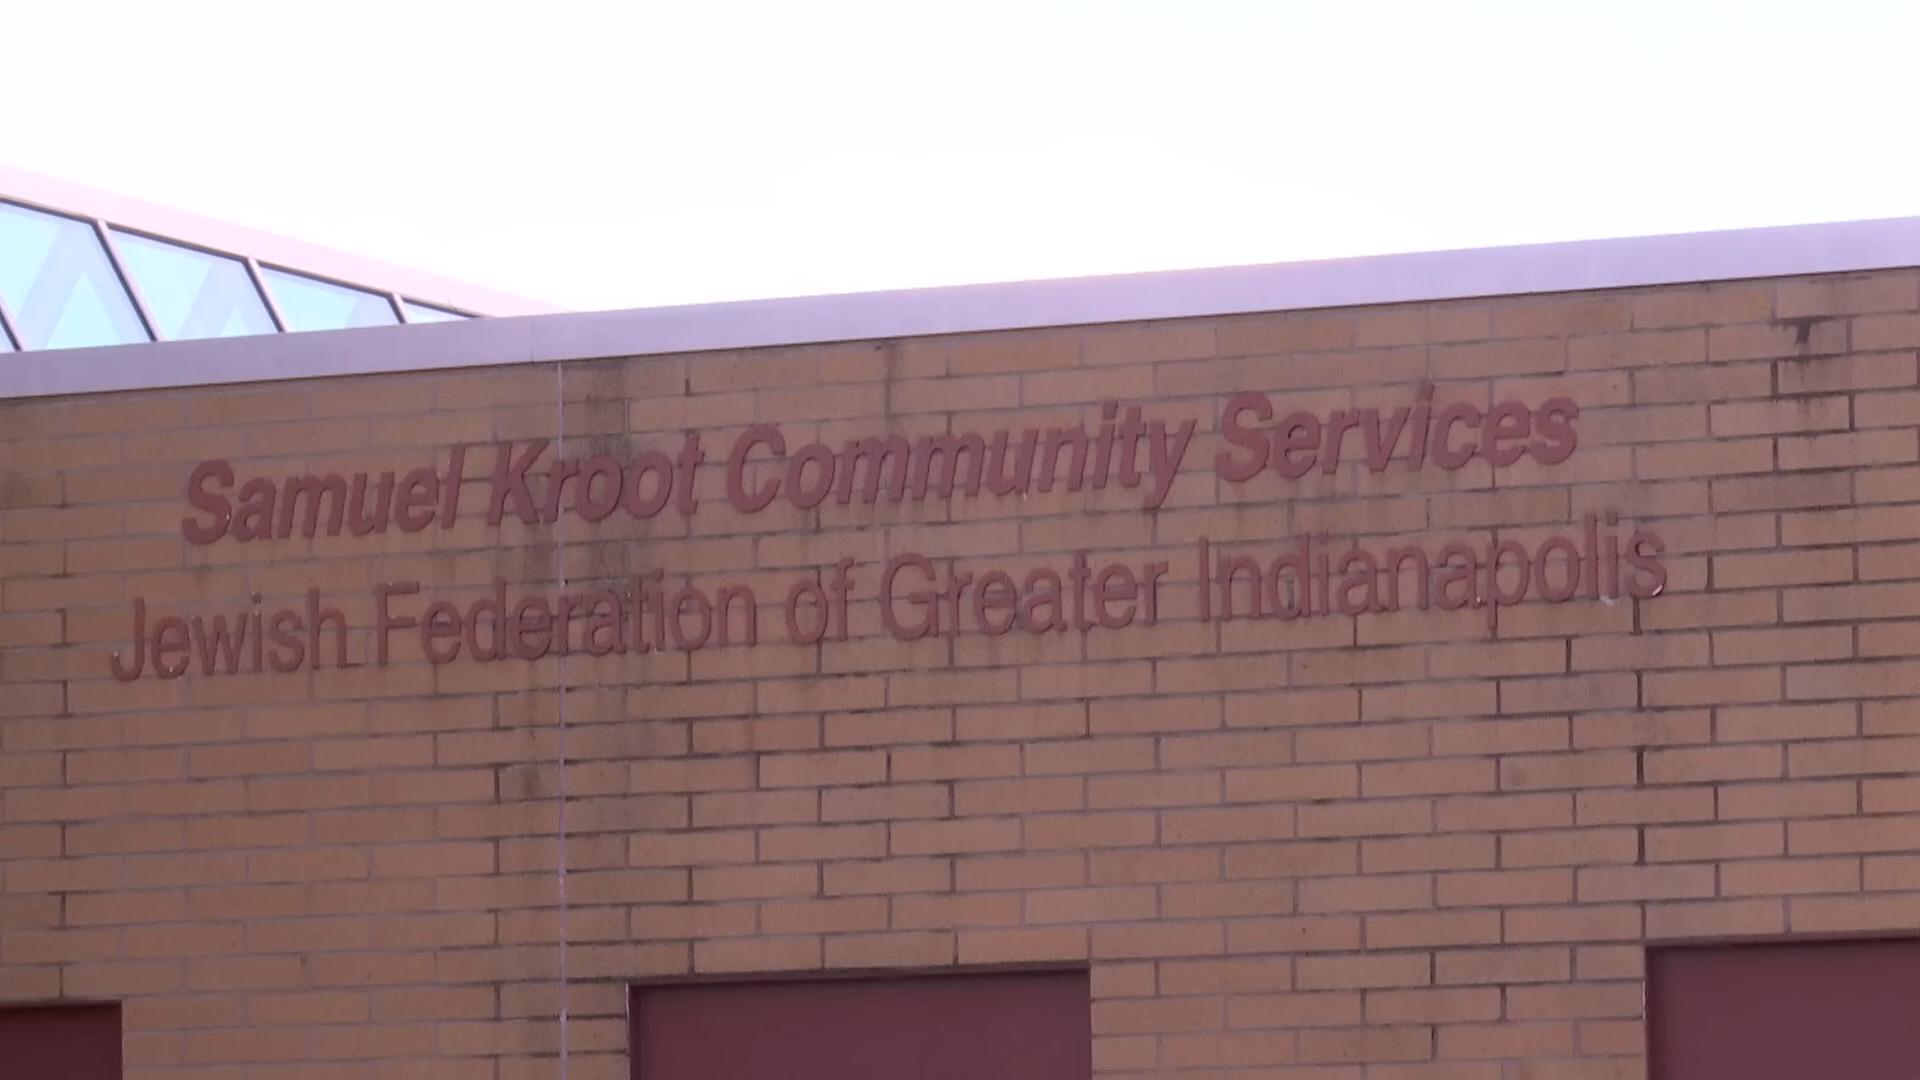 Samuel Kroot Community Services
Jewish Federation of Greater Indianapolis